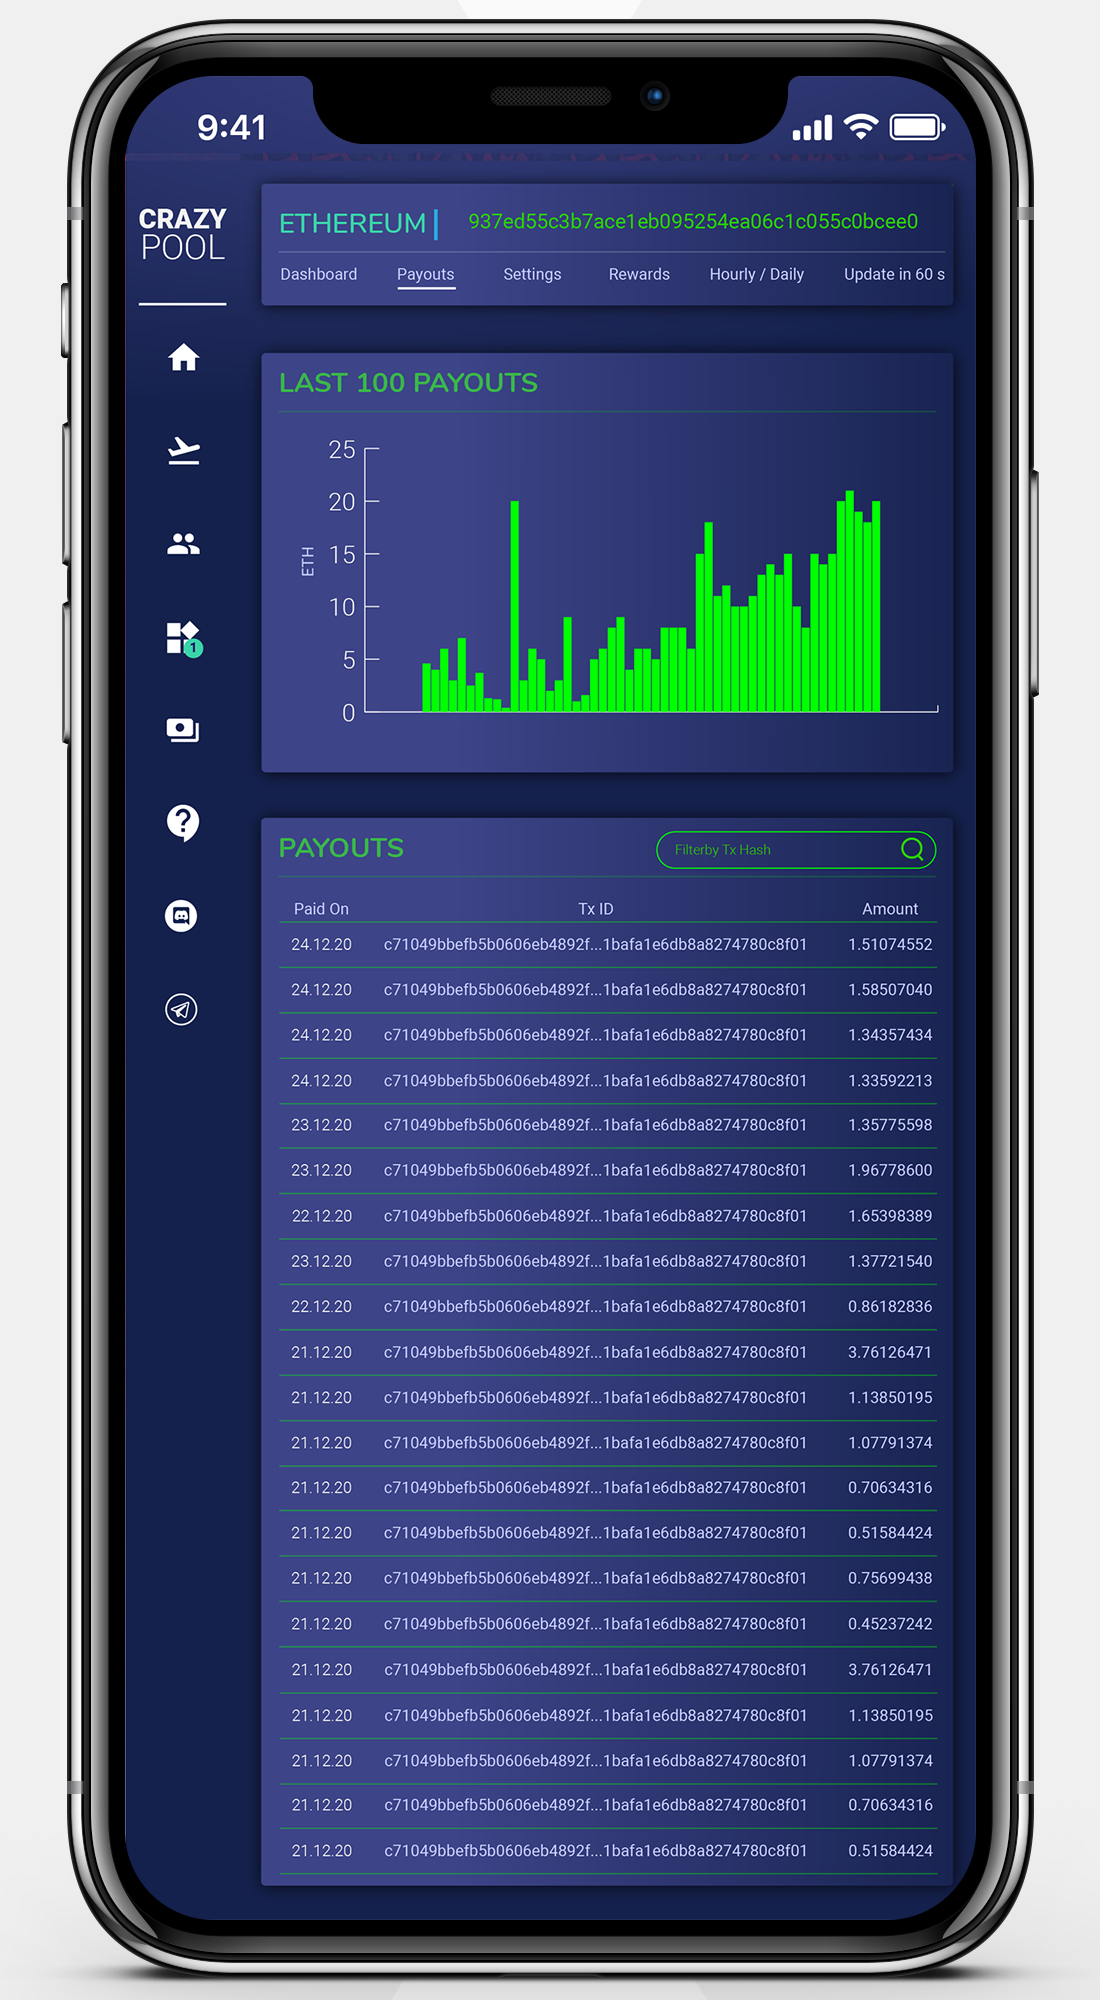 9:41
CRAZY
POOL
1
ETHEREUM
937ed55c3b7ace1eb095254ea06c1c055c0bcee0
Dashboard Payouts Settings Rewards Hourly / Daily Update in 60 s
LAST 100 PAYOUTS
25
20
15
10
5
0
ETH
PAYOUTS
Filterby Tx Hash
Paid On Tx ID Amount
24.12.20 c71049bbefb5b0606eb4892f...1bafa1e6db8a8274780c8f01 1.51074552
24.12.20 c71049bbefb5b0606eb4892f...1bafa1e6db8a8274780c8f01 1.58507040
24.12.20 c71049bbefb5b0606eb4892f...1bafa1e6db8a8274780c8f01 1.34357434
24.12.20 c71049bbefb5b0606eb4892f...1bafa1e6db8a8274780c8f01 1.33592213
23.12.20 c71049bbefb5b0606eb4892f...1bafa1e6db8a8274780c8f01 1.35775598
23.12.20 c71049bbefb5b0606eb4892f...1bafa1e6db8a8274780c8f01 1.96778600
22.12.20 c71049bbefb5b0606eb4892f...1bafa1e6db8a8274780c8f01 1.65398389
23.12.20 c71049bbefb5b0606eb4892f...1bafa1e6db8a8274780c8f01 1.37721540
22.12.20 c71049bbefb5b0606eb4892f...1bafa1e6db8a8274780c8f01 0.86182836
21.12.20 c71049bbefb5b0606eb4892f...1bafa1e6db8a8274780c8f01 3.76126471
21.12.20 c71049bbefb5b0606eb4892f...1bafa1e6db8a8274780c8f01 1.13850195
21.12.20 c71049bbefb5b0606eb4892f...1bafa1e6db8a8274780c8f01 1.07791374
21.12.20 c71049bbefb5b0606eb4892f...1bafa1e6db8a8274780c8f01 0.70634316
21.12.20 c71049bbefb5b0606eb4892f...1bafa1e6db8a8274780c8f01 0.51584424
21.12.20 c71049bbefb5b0606eb4892f...1bafa1e6db8a8274780c8f01 0.75699438
21.12.20 c71049bbefb5b0606eb4892f...1bafa1e6db8a8274780c8f01 0.45237242
21.12.20 c71049bbefb5b0606eb4892f...1bafa1e6db8a8274780c8f01 3.76126471
21.12.20 c71049bbefb5b0606eb4892f...1bafa1e6db8a8274780c8f01 1.13850195
21.12.20 c71049bbefb5b0606eb4892f...1bafa1e6db8a8274780c8f01 1.07791374
21.12.20 c71049bbefb5b0606eb4892f...1bafa1e6db8a8274780c8f01 0.70634316
21.12.20 c71049bbefb5b0606eb4892f...1bafa1e6db8a8274780c8f01 0.51584424